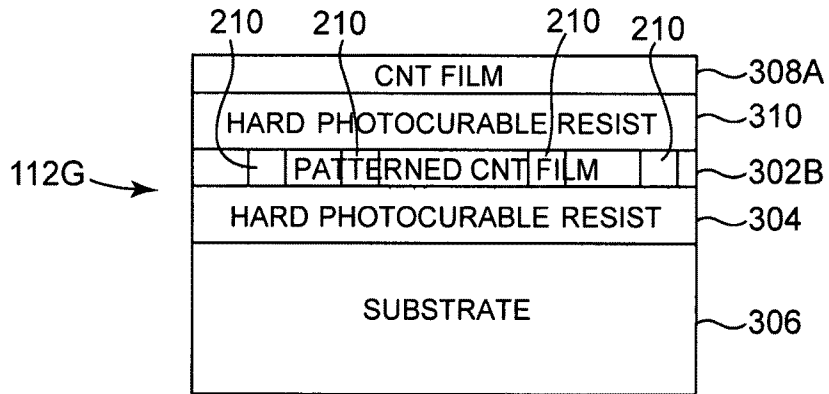 210 210 210 210
CNT FILM 308A
HARD PHOTOCURABLE RESIST 310
PATTERNED CNT FILM 302B
112G
HARD PHOTOCURABLE RESIST 304
SUBSTRATE 306